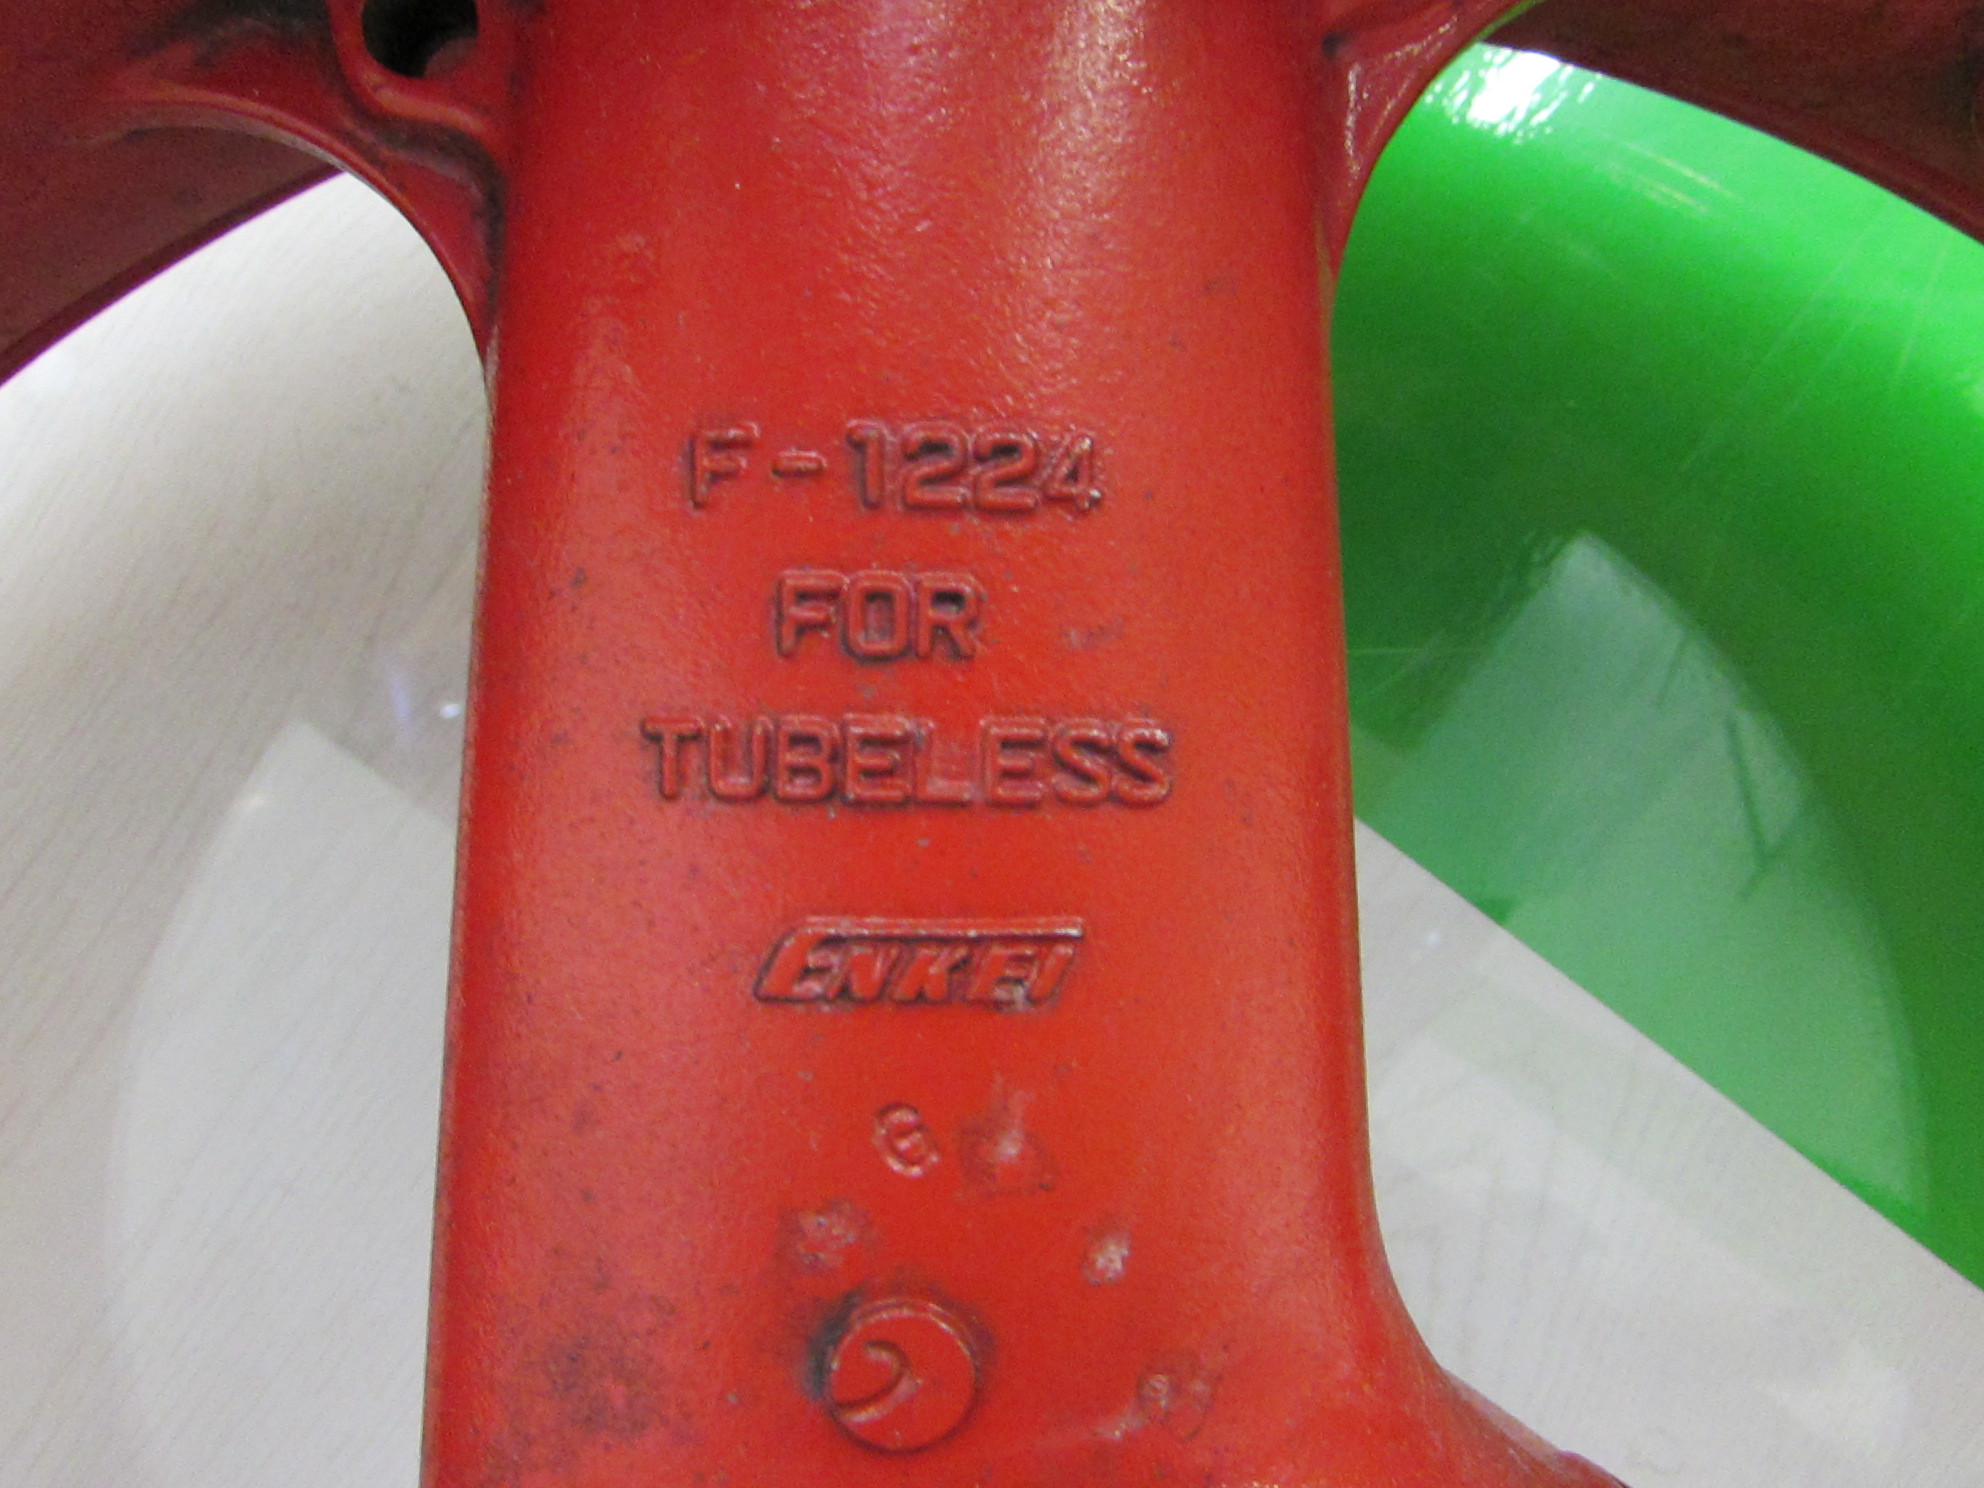 F-1224
FOR
TUBELESS
ENKEI